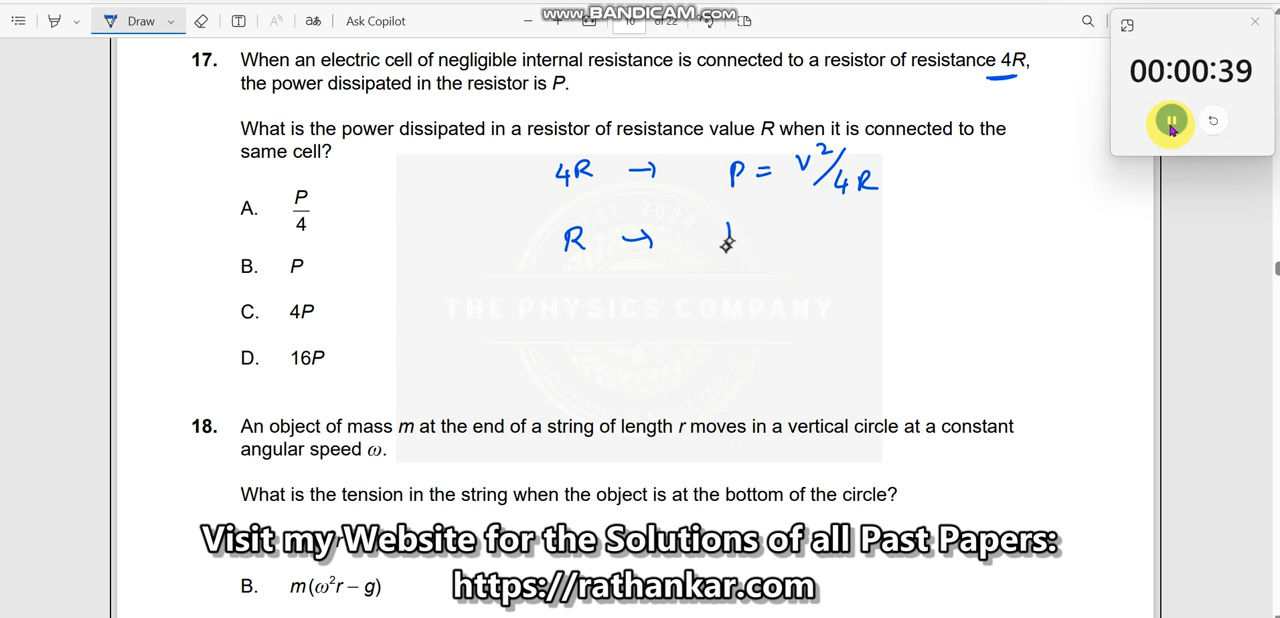 www.BANDICAM.com
Draw
Ask Copilot
00:00:39
17. When an electric cell of negligible internal resistance is connected to a resistor of resistance 4R,
the power dissipated in the resistor is P.
What is the power dissipated in a resistor of resistance value R when it is connected to the
same cell?
4R → P = V²/4R
A. P/4
R →
B. P
THE PHYSICS COMPANY
C. 4P
D. 16P
18. An object of mass m at the end of a string of length r moves in a vertical circle at a constant
angular speed ω.
What is the tension in the string when the object is at the bottom of the circle?
Visit my Website for the Solutions of all Past Papers:
B. m(ω²r – g)
https://rathankar.com